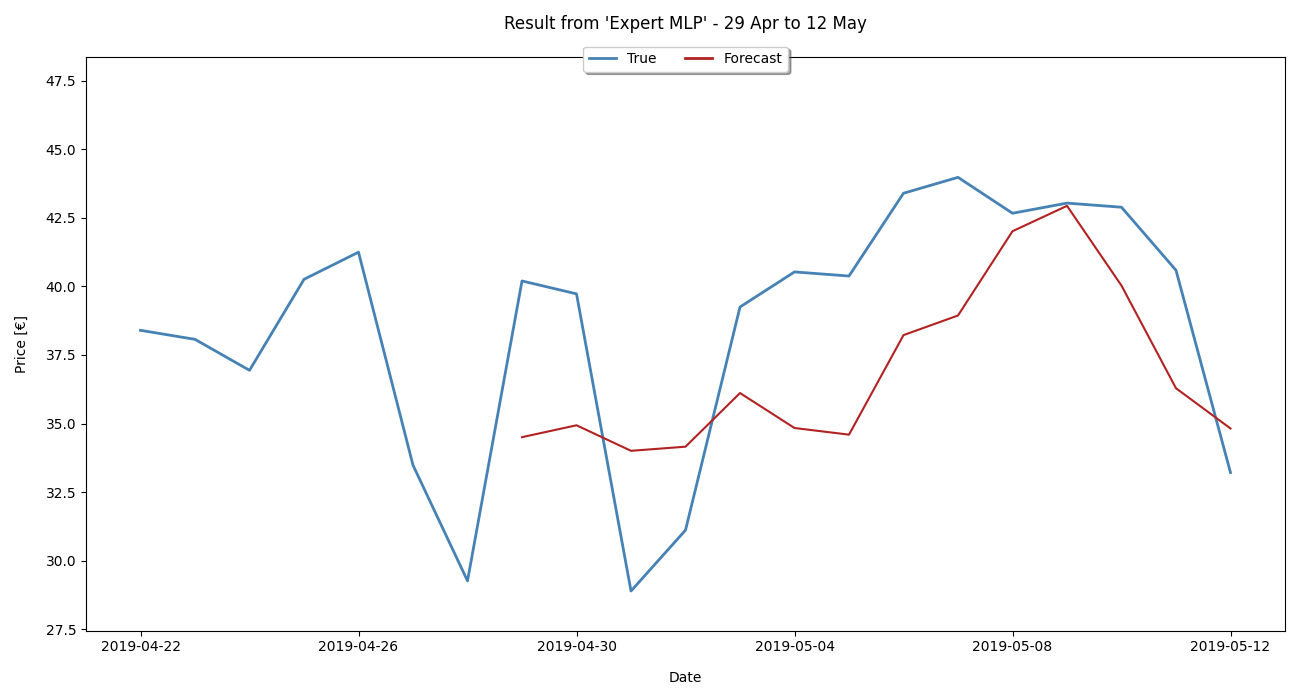 Result from 'Expert MLP' - 29 Apr to 12 May
True Forecast
47.5
45.0
42.5
40.0
37.5
35.0
32.5
30.0
27.5
Price [€]
2019-04-22 2019-04-26 2019-04-30 2019-05-04 2019-05-08 2019-05-12
Date